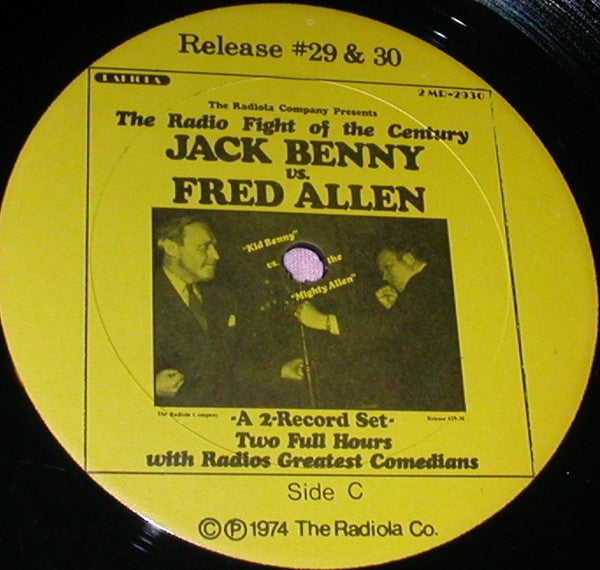 Release #29 & 30
RADIOLA
2MR-2930
The Radiola Company Presents
The Radio Fight of the Century
JACK BENNY
vs.
FRED ALLEN
"Kid Benny"
vs. the
"Mighty Allen"
The Radiola Company
Release #29-30
-A 2-Record Set-
Two Full Hours
with Radios Greatest Comedians
Side C
©℗1974 The Radiola Co.